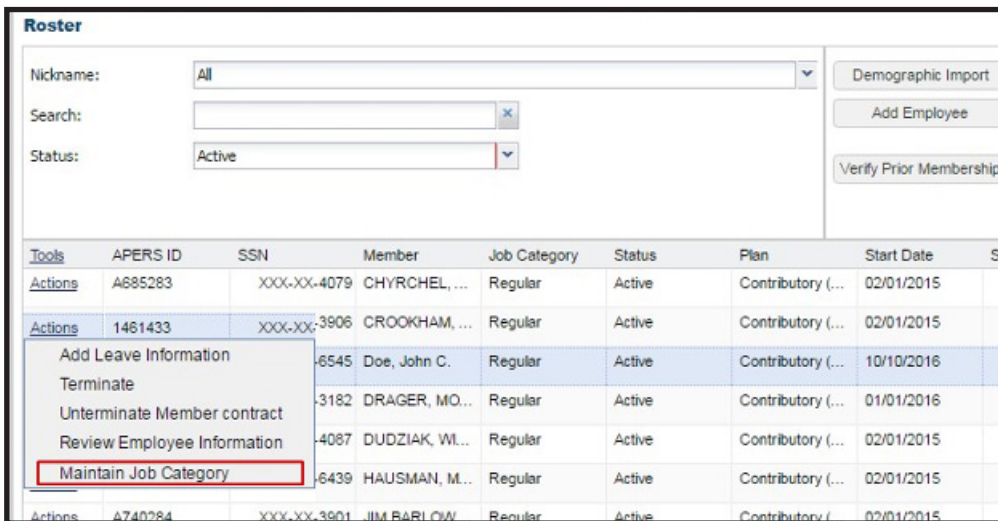 Roster
Nickname: All Demographic Import
Search: Add Employee
Status: Active
Verify Prior Membership
Tools APERS ID SSN Member Job Category Status Plan Start Date S
Actions A685283 XXX-XX-4079 CHYRCHEL, ... Regular Active Contributory (... 02/01/2015
Actions 1461433 XXX-XX-3906 CROOKHAM, ... Regular Active Contributory (... 02/01/2015
Add Leave Information
-6545 Doe, John C. Regular Active Contributory (... 10/10/2016
Terminate
-3182 DRAGER, MO... Regular Active Contributory (... 01/01/2016
Unterminate Member contract
Review Employee Information -4087 DUDZIAK, WI... Regular Active Contributory (... 02/01/2015
Maintain Job Category -6439 HAUSMAN, M... Regular Active Contributory (... 02/01/2015
Actions A740284 XXX-XX-3901 JIM BARLOW Regular Active Contributory ( 02/01/2015